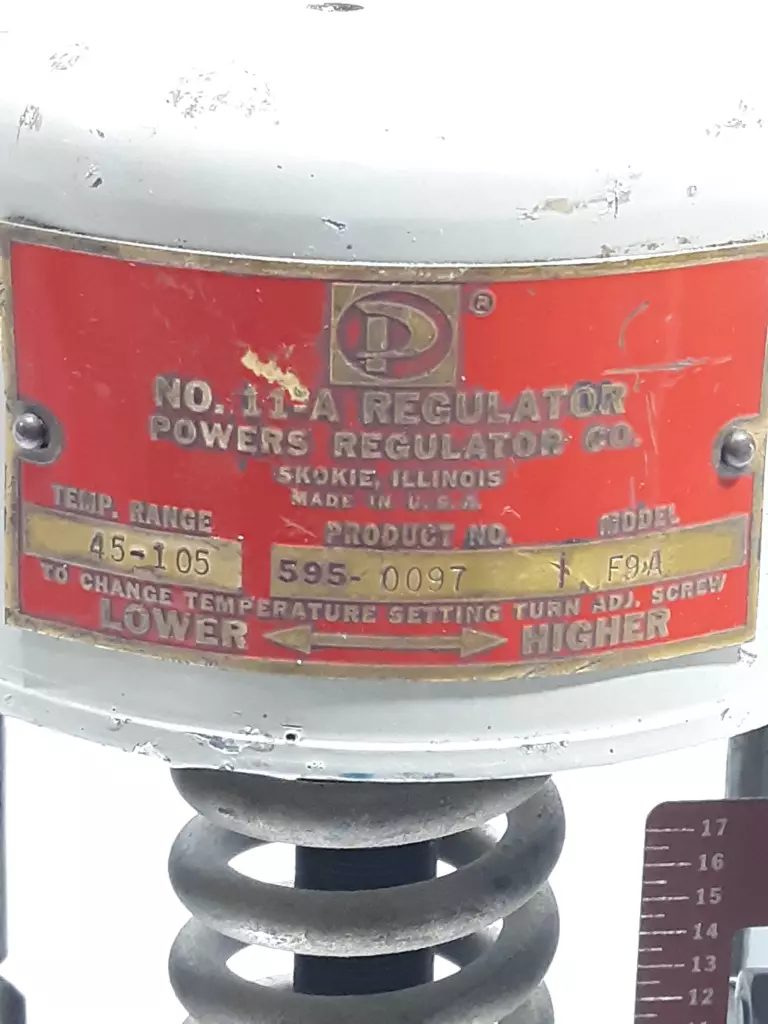 P ®
NO. 11-A REGULATOR
POWERS REGULATOR CO.
SKOKIE, ILLINOIS
MADE IN U.S.A.
TEMP. RANGE PRODUCT NO. MODEL
45-105 595-0097 1 F9A
TO CHANGE TEMPERATURE SETTING TURN ADJ. SCREW
LOWER HIGHER
17
16
15
14
13
12